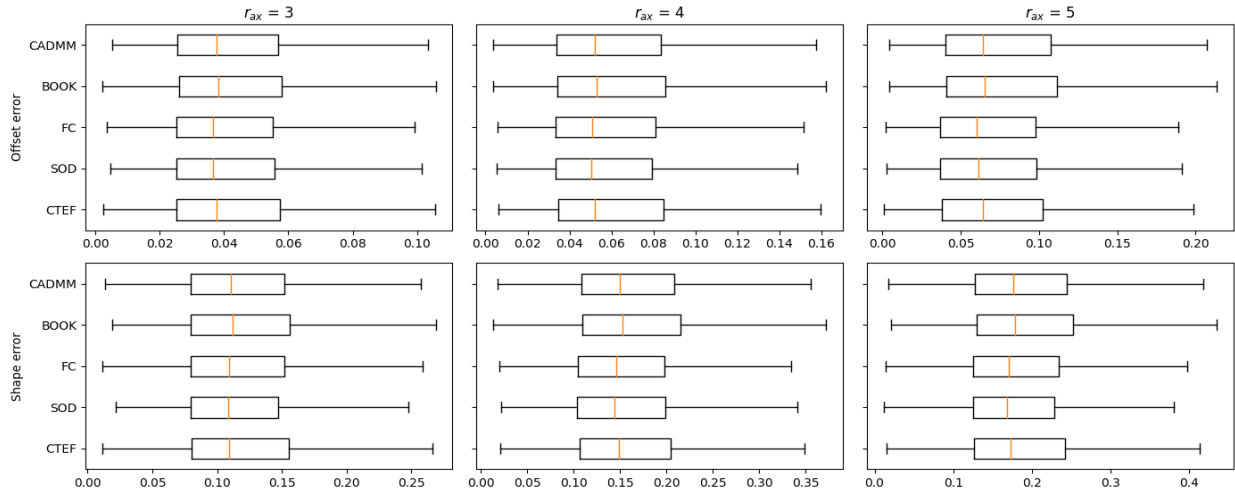 r_ax = 3
r_ax = 4
r_ax = 5
Offset error
CADMM
BOOK
FC
SOD
CTEF
0.00 0.02 0.04 0.06 0.08 0.10
0.00 0.02 0.04 0.06 0.08 0.10 0.12 0.14 0.16
0.00 0.05 0.10 0.15 0.20
Shape error
CADMM
BOOK
FC
SOD
CTEF
0.00 0.05 0.10 0.15 0.20 0.25
0.00 0.05 0.10 0.15 0.20 0.25 0.30 0.35
0.0 0.1 0.2 0.3 0.4